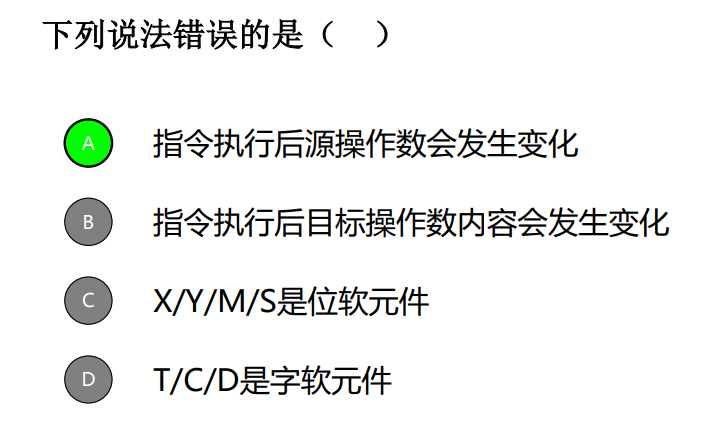 下列说法错误的是（ ）
A 指令执行后源操作数会发生变化
B 指令执行后目标操作数内容会发生变化
C X/Y/M/S是位软元件
D T/C/D是字软元件